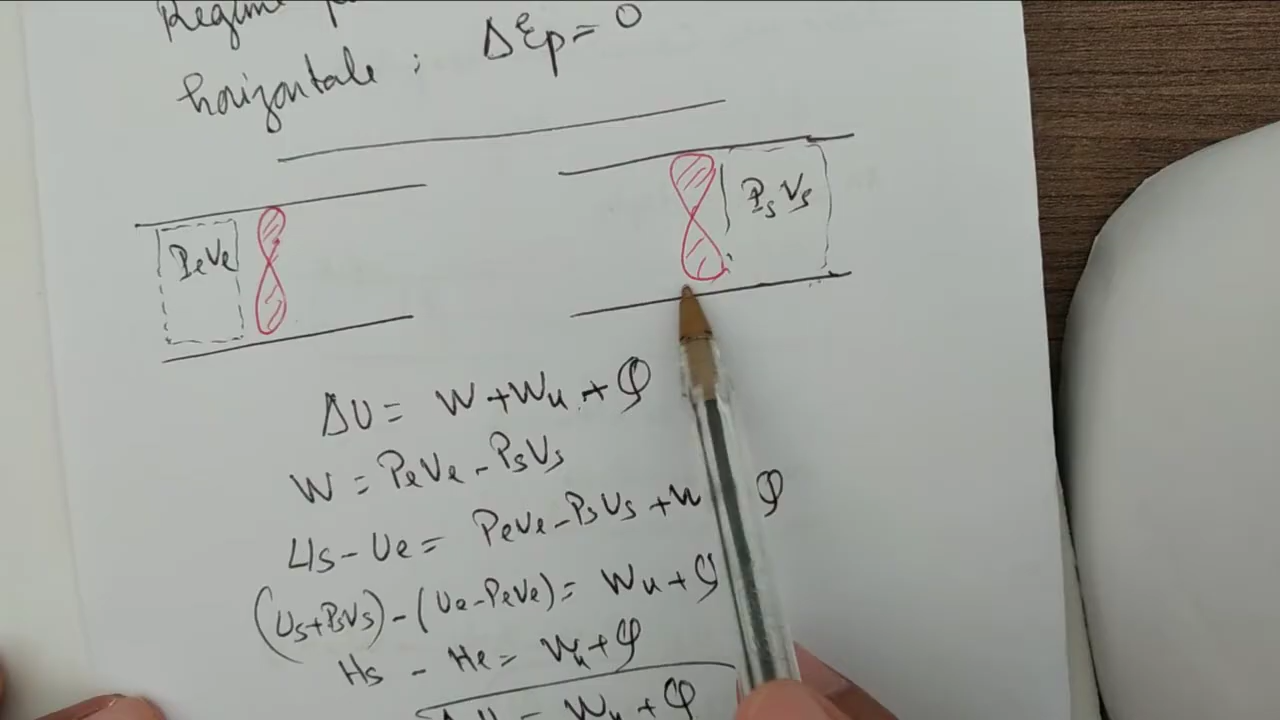 Régime
horizontale : ΔEp = 0
PeVe
PsVs
ΔU = W + Wu + Q
W = PeVe - PsVs
Us - Ue = PeVe - PsVs + W Q
(Us+PsVs) - (Ue-PeVe) = Wu + Q
Hs - He = Wu + Q
= Wu + Q